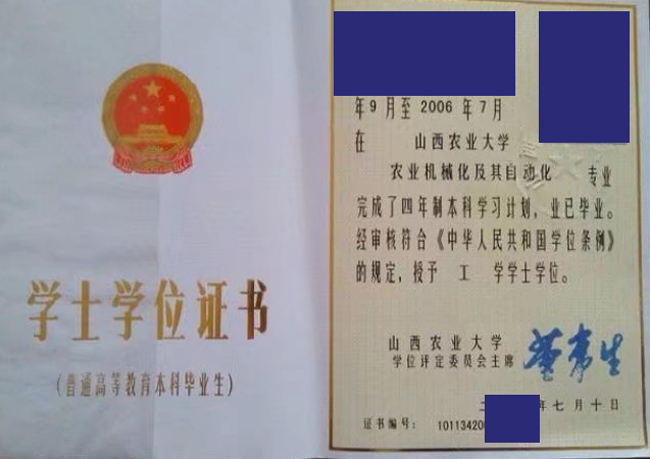 学士学位证书
(普通高等教育本科毕业生)
年9月至2006年7月
在 山西农业大学
农业机械化及其自动化 专业
完成了四年制本科学习计划，业已毕业。
经审核符合《中华人民共和国学位条例》
的规定，授予 工 学学士学位。
山西农业大学
学位评定委员会主席
年七月十日
证书编号：101134200